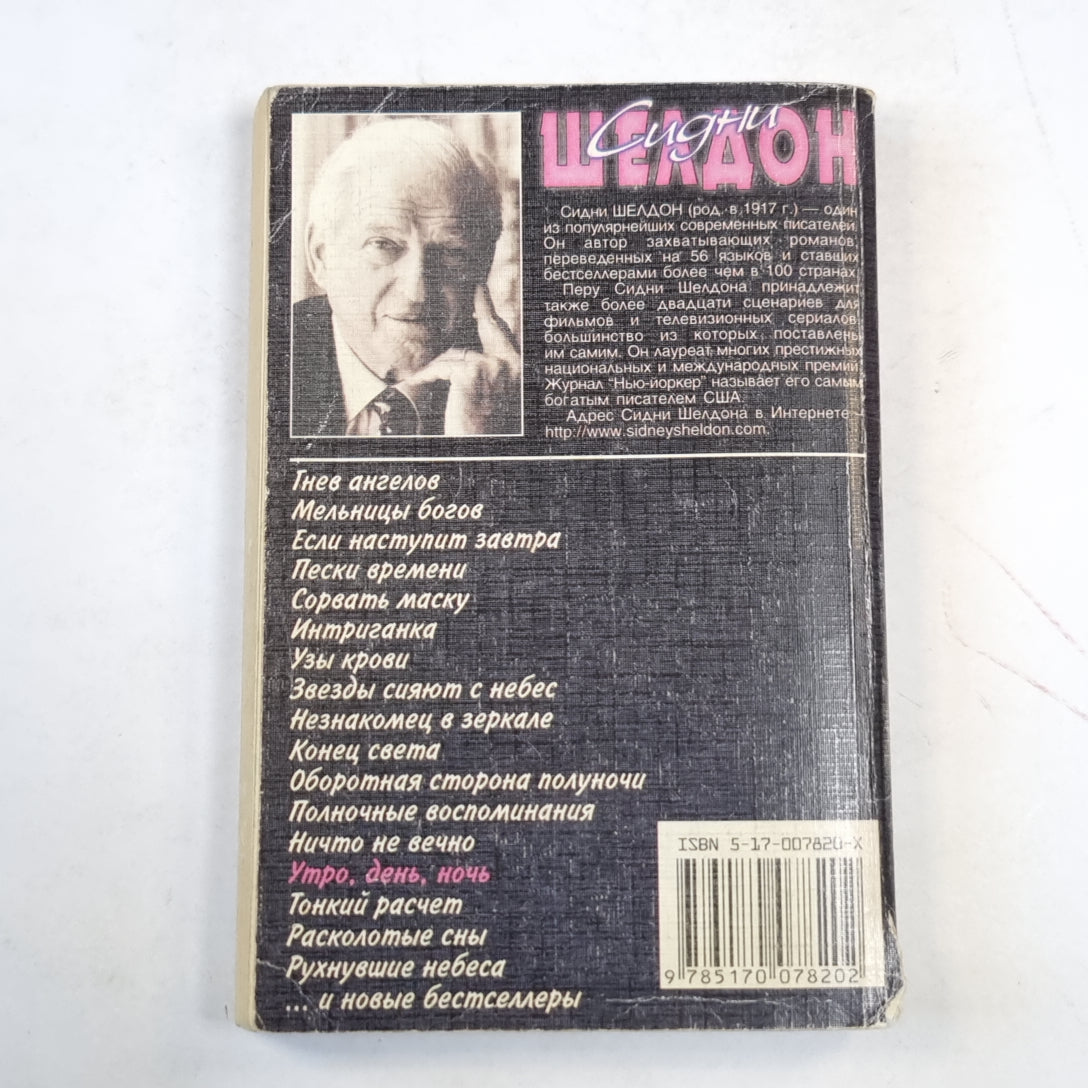 Сидни
ШЕЛДОН
Сидни ШЕЛДОН (род. в 1917 г.) — один
из популярнейших современных писателей.
Он автор захватывающих романов,
переведенных на 56 языков и ставших
бестселлерами более чем в 100 странах.
Перу Сидни Шелдона принадлежит
также более двадцати сценариев для
фильмов и телевизионных сериалов,
большинство из которых поставлены
им самим. Он лауреат многих престижных
национальных и международных премий.
Журнал "Нью-йоркер" называет его самым
богатым писателем США.
Адрес Сидни Шелдона в Интернете -
http://www.sidneysheldon.com.
Гнев ангелов
Мельницы богов
Если наступит завтра
Пески времени
Сорвать маску
Интриганка
Узы крови
Звезды сияют с небес
Незнакомец в зеркале
Конец света
Оборотная сторона полуночи
Полночные воспоминания
Ничто не вечно
Утро, день, ночь
Тонкий расчет
Расколотые сны
Рухнувшие небеса
... и новые бестселлеры
ISBN 5-17-007820-X
9 785170 078202